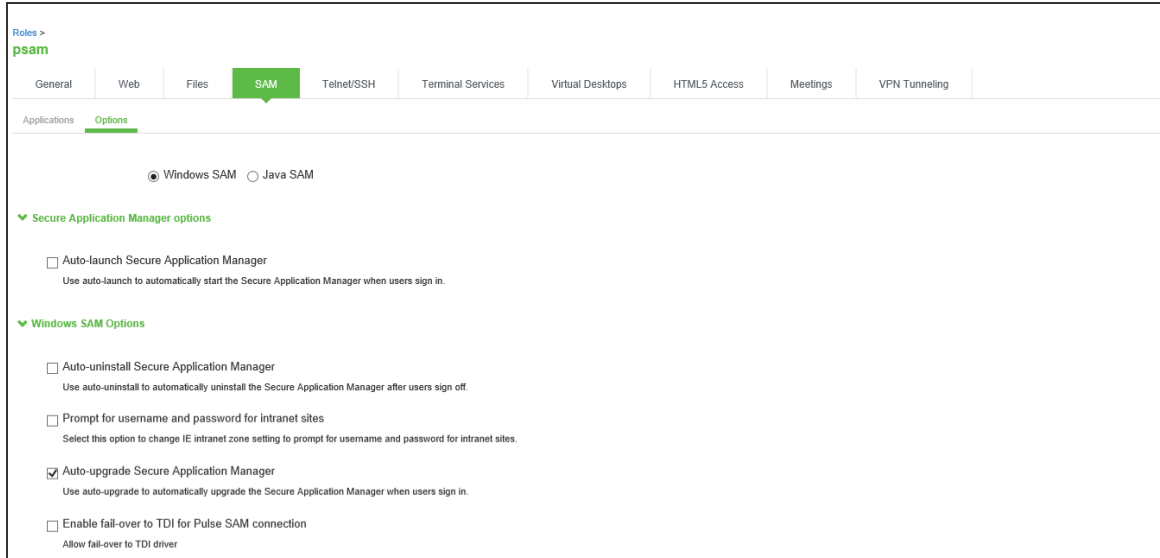 Roles >
psam
General Web Files SAM Telnet/SSH Terminal Services Virtual Desktops HTML5 Access Meetings VPN Tunneling
Applications Options
Windows SAM Java SAM
Secure Application Manager options
Auto-launch Secure Application Manager
Use auto-launch to automatically start the Secure Application Manager when users sign in.
Windows SAM Options
Auto-uninstall Secure Application Manager
Use auto-uninstall to automatically uninstall the Secure Application Manager after users sign off.
Prompt for username and password for intranet sites
Select this option to change IE intranet zone setting to prompt for username and password for intranet sites.
Auto-upgrade Secure Application Manager
Use auto-upgrade to automatically upgrade the Secure Application Manager when users sign in.
Enable fail-over to TDI for Pulse SAM connection
Allow fail-over to TDI driver